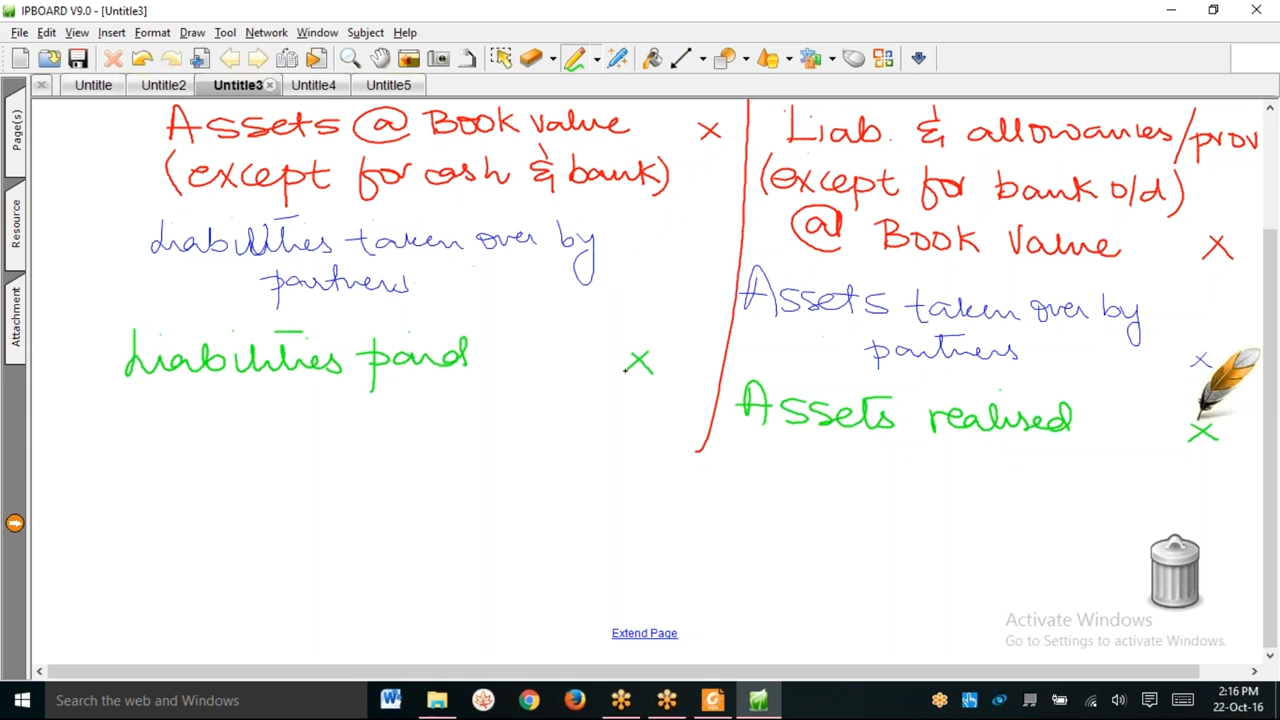 IPBOARD V9.0 - [Untitle3]
File Edit View Insert Format Draw Tool Network Window Subject Help
Untitle Untitle2 Untitle3 Untitle4 Untitle5
Page(s)
Resource
Attachment
Assets @ Book value x
(except for cash & bank)
Liabilities taken over by
partners
Liabilities paid x
Liab. & allowances/prov
(except for bank o/d)
@ Book Value x
Assets taken over by
partners x
Assets realised x
Extend Page
Activate Windows
Go to Settings to activate Windows.
Search the web and Windows
2:16 PM
22-Oct-16